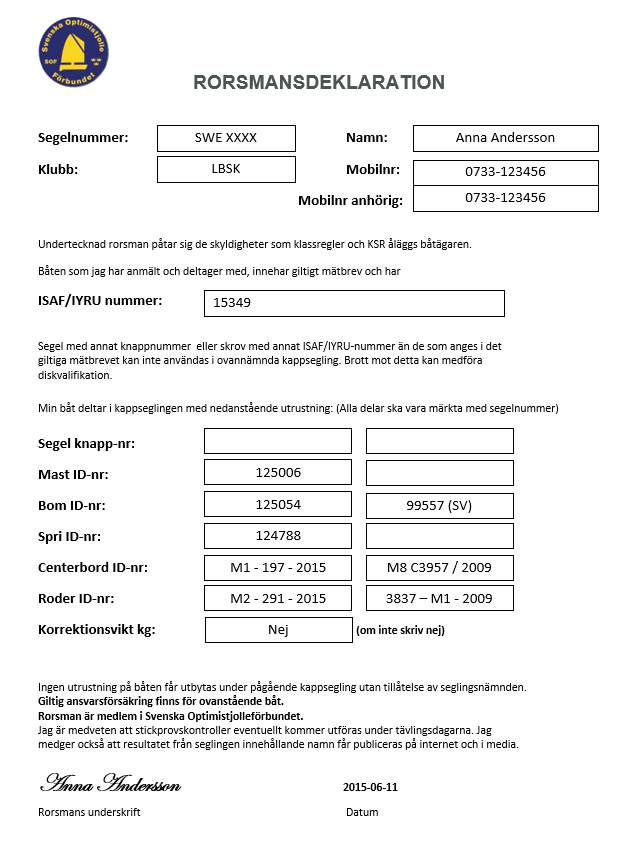 Svenska Optimistjolle
SOF
Förbundet
RORSMANSDEKLARATION
Segelnummer: SWE XXXX Namn: Anna Andersson
Klubb: LBSK Mobilnr: 0733-123456
Mobilnr anhörig: 0733-123456
Undertecknad rorsman påtar sig de skyldigheter som klassregler och KSR åläggs båtägaren.
Båten som jag har anmält och deltager med, innehar giltigt mätbrev och har
ISAF/IYRU nummer: 15349
Segel med annat knappnummer eller skrov med annat ISAF/IYRU-nummer än de som anges i det
giltiga mätbrevet kan inte användas i ovannämnda kappsegling. Brott mot detta kan medföra
diskvalifikation.
Min båt deltar i kappseglingen med nedanstående utrustning: (Alla delar ska vara märkta med segelnummer)
Segel knapp-nr:
Mast ID-nr: 125006
Bom ID-nr: 125054 99557 (SV)
Spri ID-nr: 124788
Centerbord ID-nr: M1 - 197 - 2015 M8 C3957 / 2009
Roder ID-nr: M2 - 291 - 2015 3837 – M1 - 2009
Korrektionsvikt kg: Nej (om inte skriv nej)
Ingen utrustning på båten får utbytas under pågående kappsegling utan tillåtelse av seglingsnämnden.
Giltig ansvarsförsäkring finns för ovanstående båt.
Rorsman är medlem i Svenska Optimistjolleförbundet.
Jag är medveten att stickprovskontroller eventuellt kommer utföras under tävlingsdagarna. Jag
medger också att resultatet från seglingen innehållande namn får publiceras på internet och i media.
Anna Andersson 2015-06-11
Rorsmans underskrift Datum